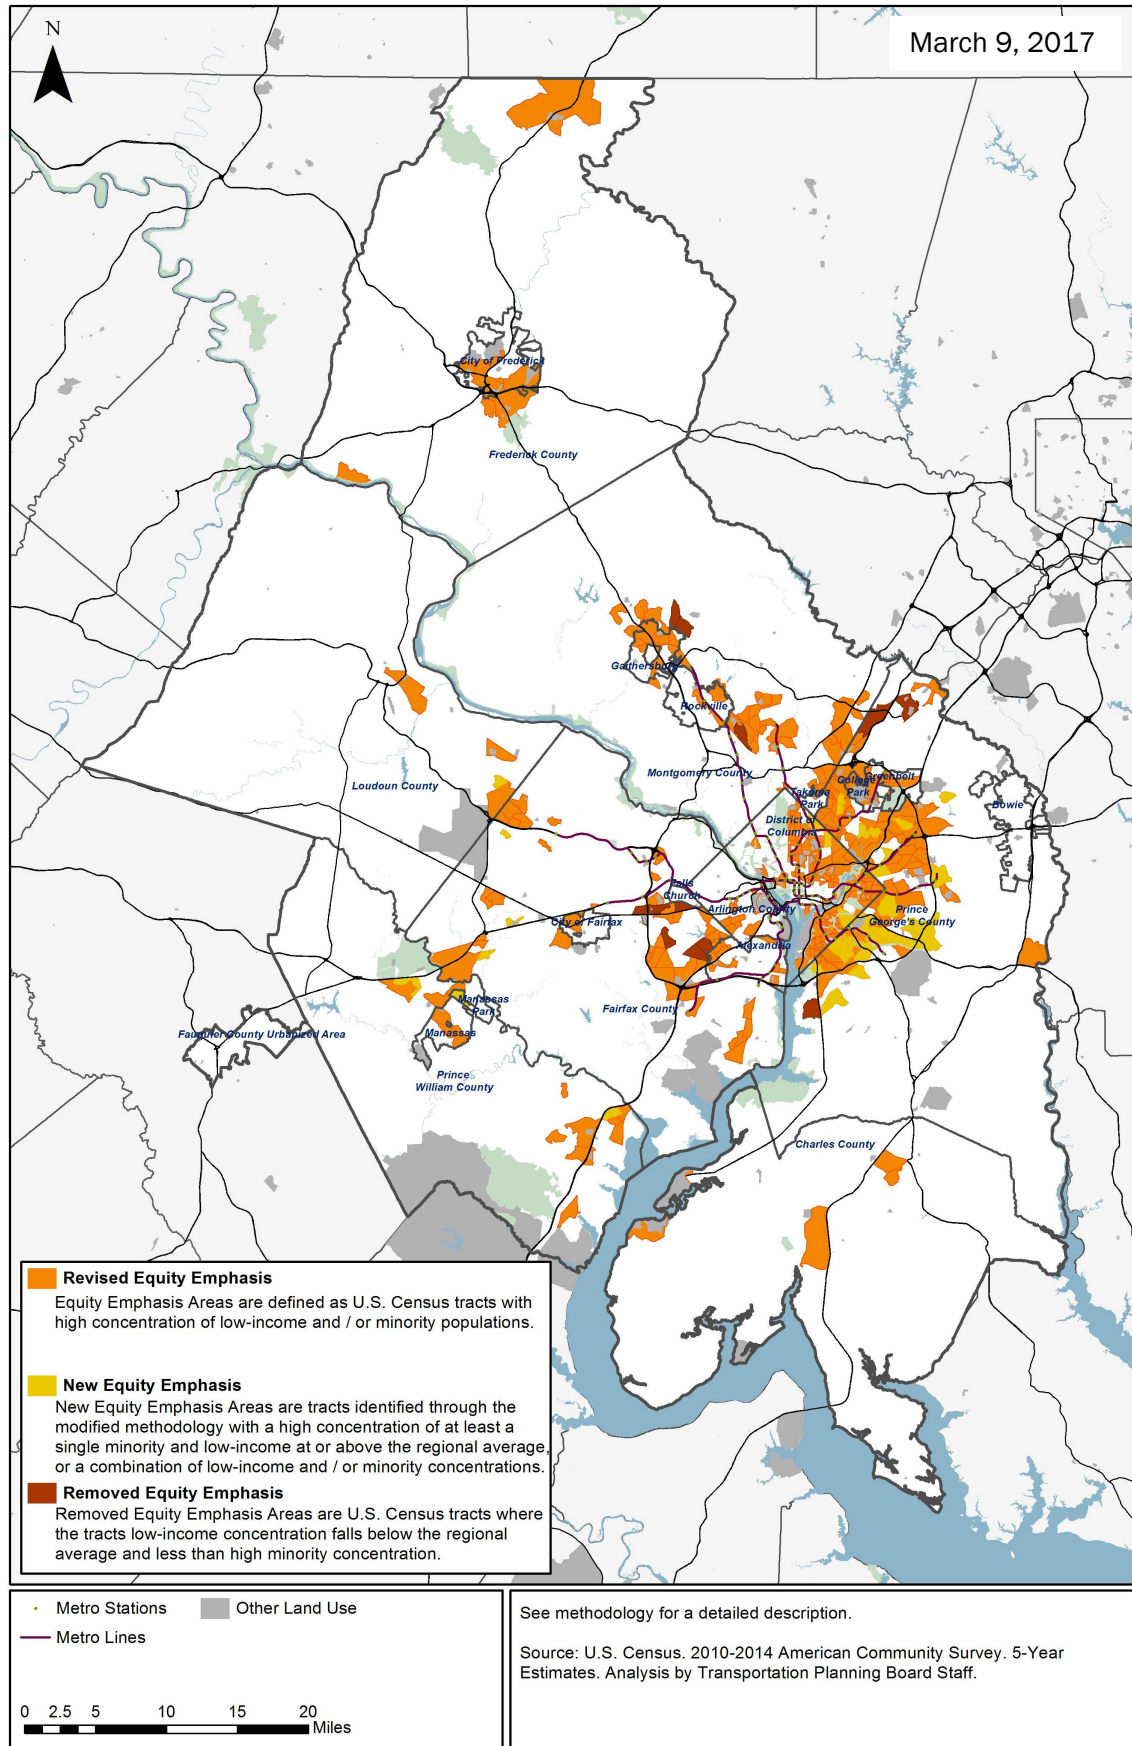 N
March 9, 2017
City of Frederick
Frederick County
Gaithersburg
Rockville
Montgomery County
Loudoun County
College
Park
Greenbelt
Takoma
Park
Bowie
District of
Columbia
Falls
Church
Arlington County
Prince
George's County
City of Fairfax
Alexandria
Fairfax County
Manassas
Park
Manassas
Fauquier County Urbanized Area
Prince
William County
Charles County
Revised Equity Emphasis
Equity Emphasis Areas are defined as U.S. Census tracts with
high concentration of low-income and / or minority populations.
New Equity Emphasis
New Equity Emphasis Areas are tracts identified through the
modified methodology with a high concentration of at least a
single minority and low-income at or above the regional average,
or a combination of low-income and / or minority concentrations.
Removed Equity Emphasis
Removed Equity Emphasis Areas are U.S. Census tracts where
the tracts low-income concentration falls below the regional
average and less than high minority concentration.
Metro Stations
Other Land Use
Metro Lines
0 2.5 5 10 15 20
Miles
See methodology for a detailed description.
Source: U.S. Census. 2010-2014 American Community Survey. 5-Year
Estimates. Analysis by Transportation Planning Board Staff.